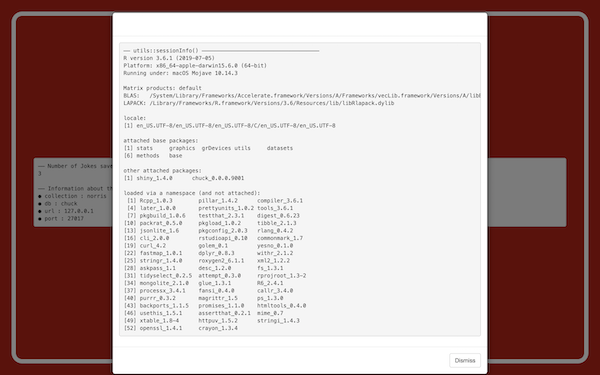 ── utils::sessionInfo() ──────────────────────
R version 3.6.1 (2019-07-05)
Platform: x86_64-apple-darwin15.6.0 (64-bit)
Running under: macOS Mojave 10.14.3
Matrix products: default
BLAS:   /System/Library/Frameworks/Accelerate.framework/Versions/A/Frameworks/vecLib.framework/Versions/A/
LAPACK: /Library/Frameworks/R.framework/Versions/3.6/Resources/lib/libRlapack.dylib
locale:
[1] en_US.UTF-8/en_US.UTF-8/en_US.UTF-8/C/en_US.UTF-8/en_US.UTF-8
attached base packages:
[1] stats     graphics  grDevices utils     datasets
[6] methods   base
other attached packages:
[1] shiny_1.4.0      chuck_0.0.0.9001
loaded via a namespace (and not attached):
[1] Rcpp_1.0.3        pillar_1.4.2      compiler_3.6.1
[4] later_1.0.0       prettyunits_1.0.2 tools_3.6.1
[7] pkgbuild_1.0.6    testthat_2.3.1    digest_0.6.23
[10] packrat_0.5.0     pkgload_1.0.2     tibble_2.1.3
[13] jsonlite_1.6      pkgconfig_2.0.3   rlang_0.4.2
[16] cli_2.0.0         rstudioapi_0.10   commonmark_1.7
[19] curl_4.2          golem_0.1         yesno_0.1.0
[22] fastmap_1.0.1     dplyr_0.8.3       withr_2.1.2
[25] stringr_1.4.0     roxygen2_6.1.1    xml2_1.2.2
[28] askpass_1.1       desc_1.2.0        fs_1.3.1
[31] tidyselect_0.2.5  attempt_0.3.0     rprojroot_1.3-2
[34] mongolite_2.1.0   glue_1.3.1        R6_2.4.1
[37] processx_3.4.1    fansi_0.4.0       callr_3.4.0
[40] purrr_0.3.2       magrittr_1.5      ps_1.3.0
[43] backports_1.1.5   promises_1.1.0    htmltools_0.4.0
[46] usethis_1.5.1     assertthat_0.2.1  mime_0.7
[49] xtable_1.8-4      httpuv_1.5.2      stringi_1.4.3
[52] openssl_1.4.1     crayon_1.3.4
── Number of Jokes save
3
── Information about th
● collection : norris
● db : chuck
● url : 127.0.0.1
● port : 27017
Dismiss